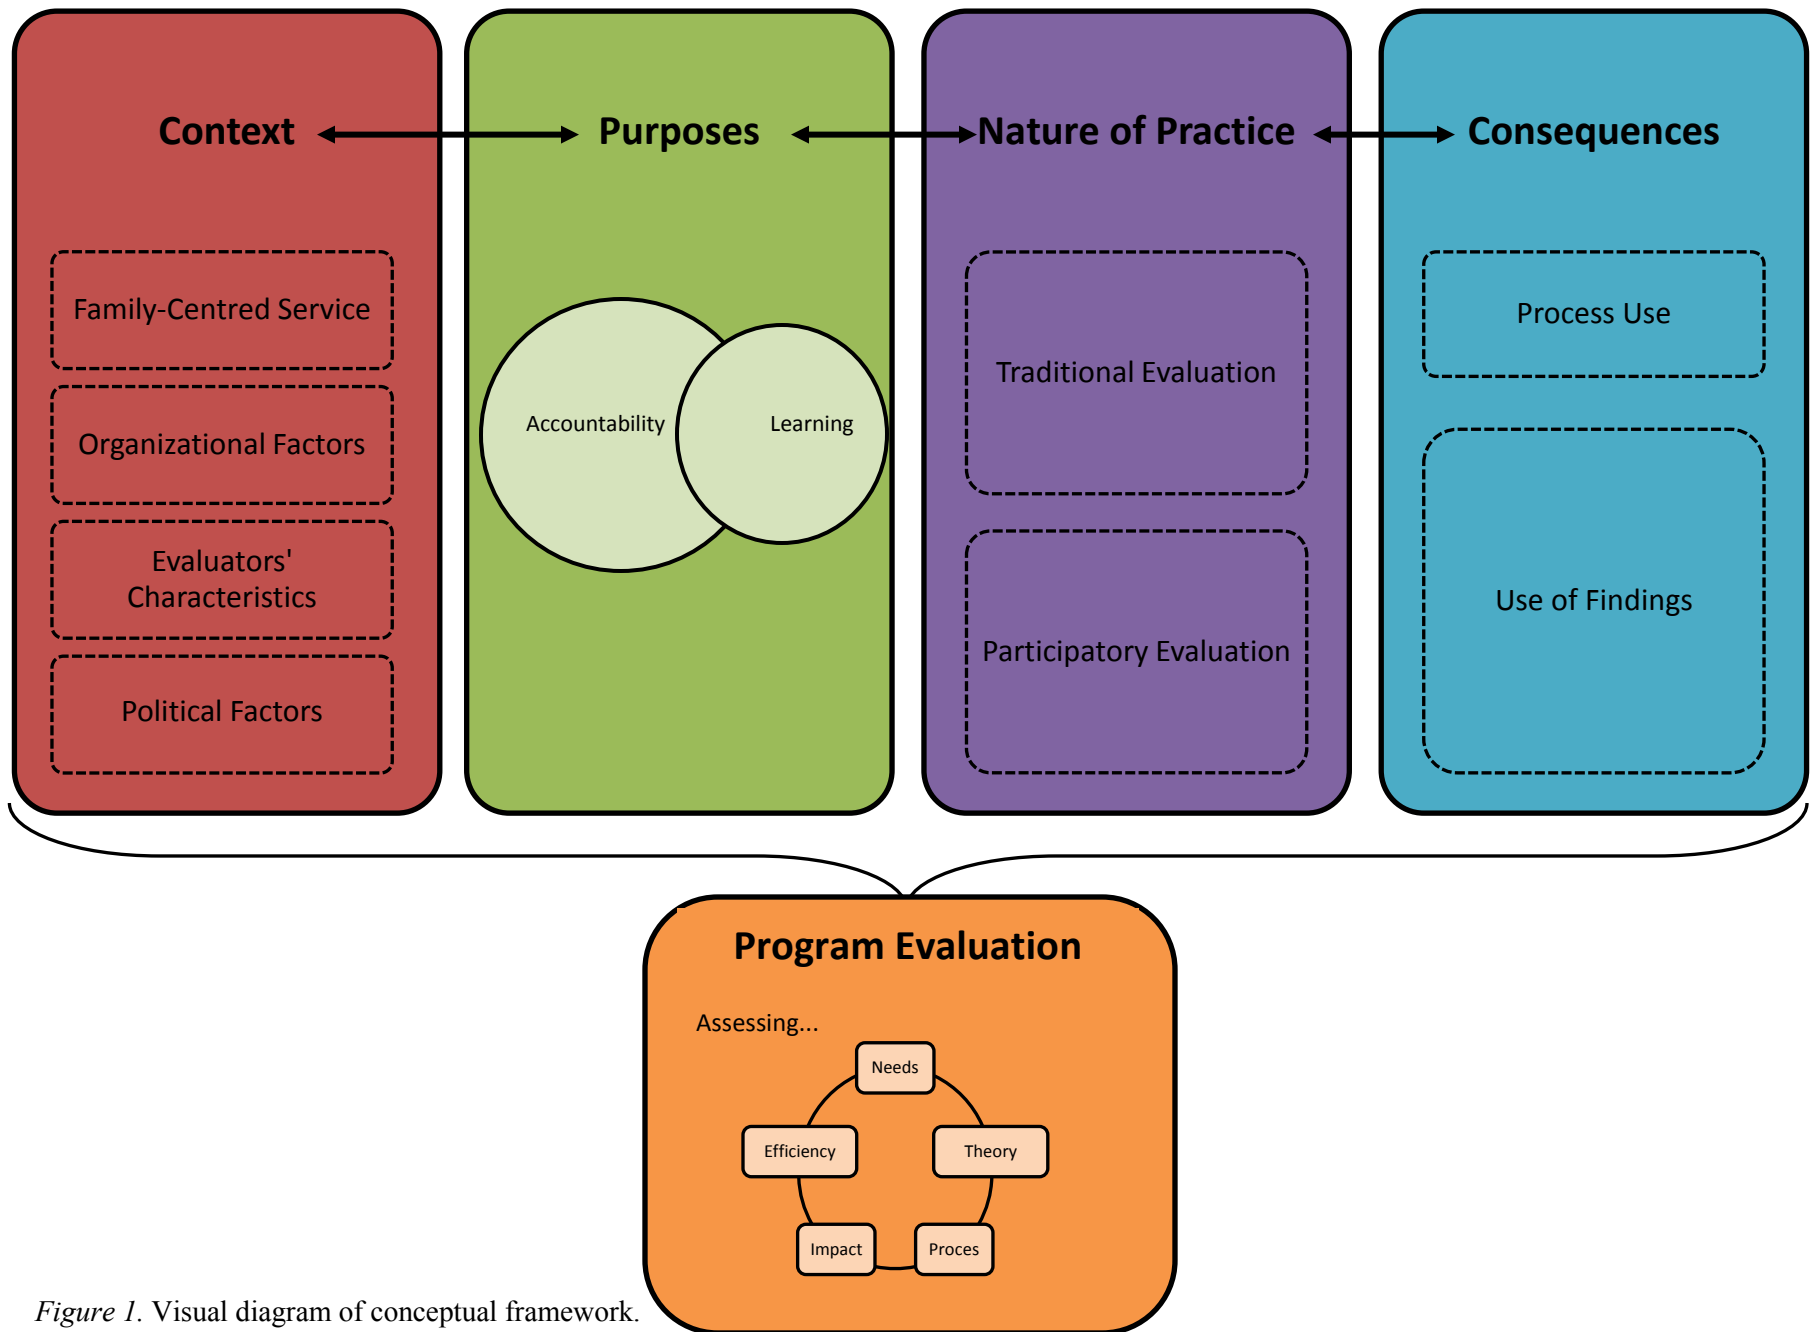 Context
Purposes
Nature of Practice
Consequences
Family-Centred Service
Organizational Factors
Evaluators'
Characteristics
Political Factors
Accountability
Learning
Traditional Evaluation
Participatory Evaluation
Process Use
Use of Findings
Program Evaluation
Assessing...
Needs
Theory
Proces
Impact
Efficiency
Figure 1. Visual diagram of conceptual framework.